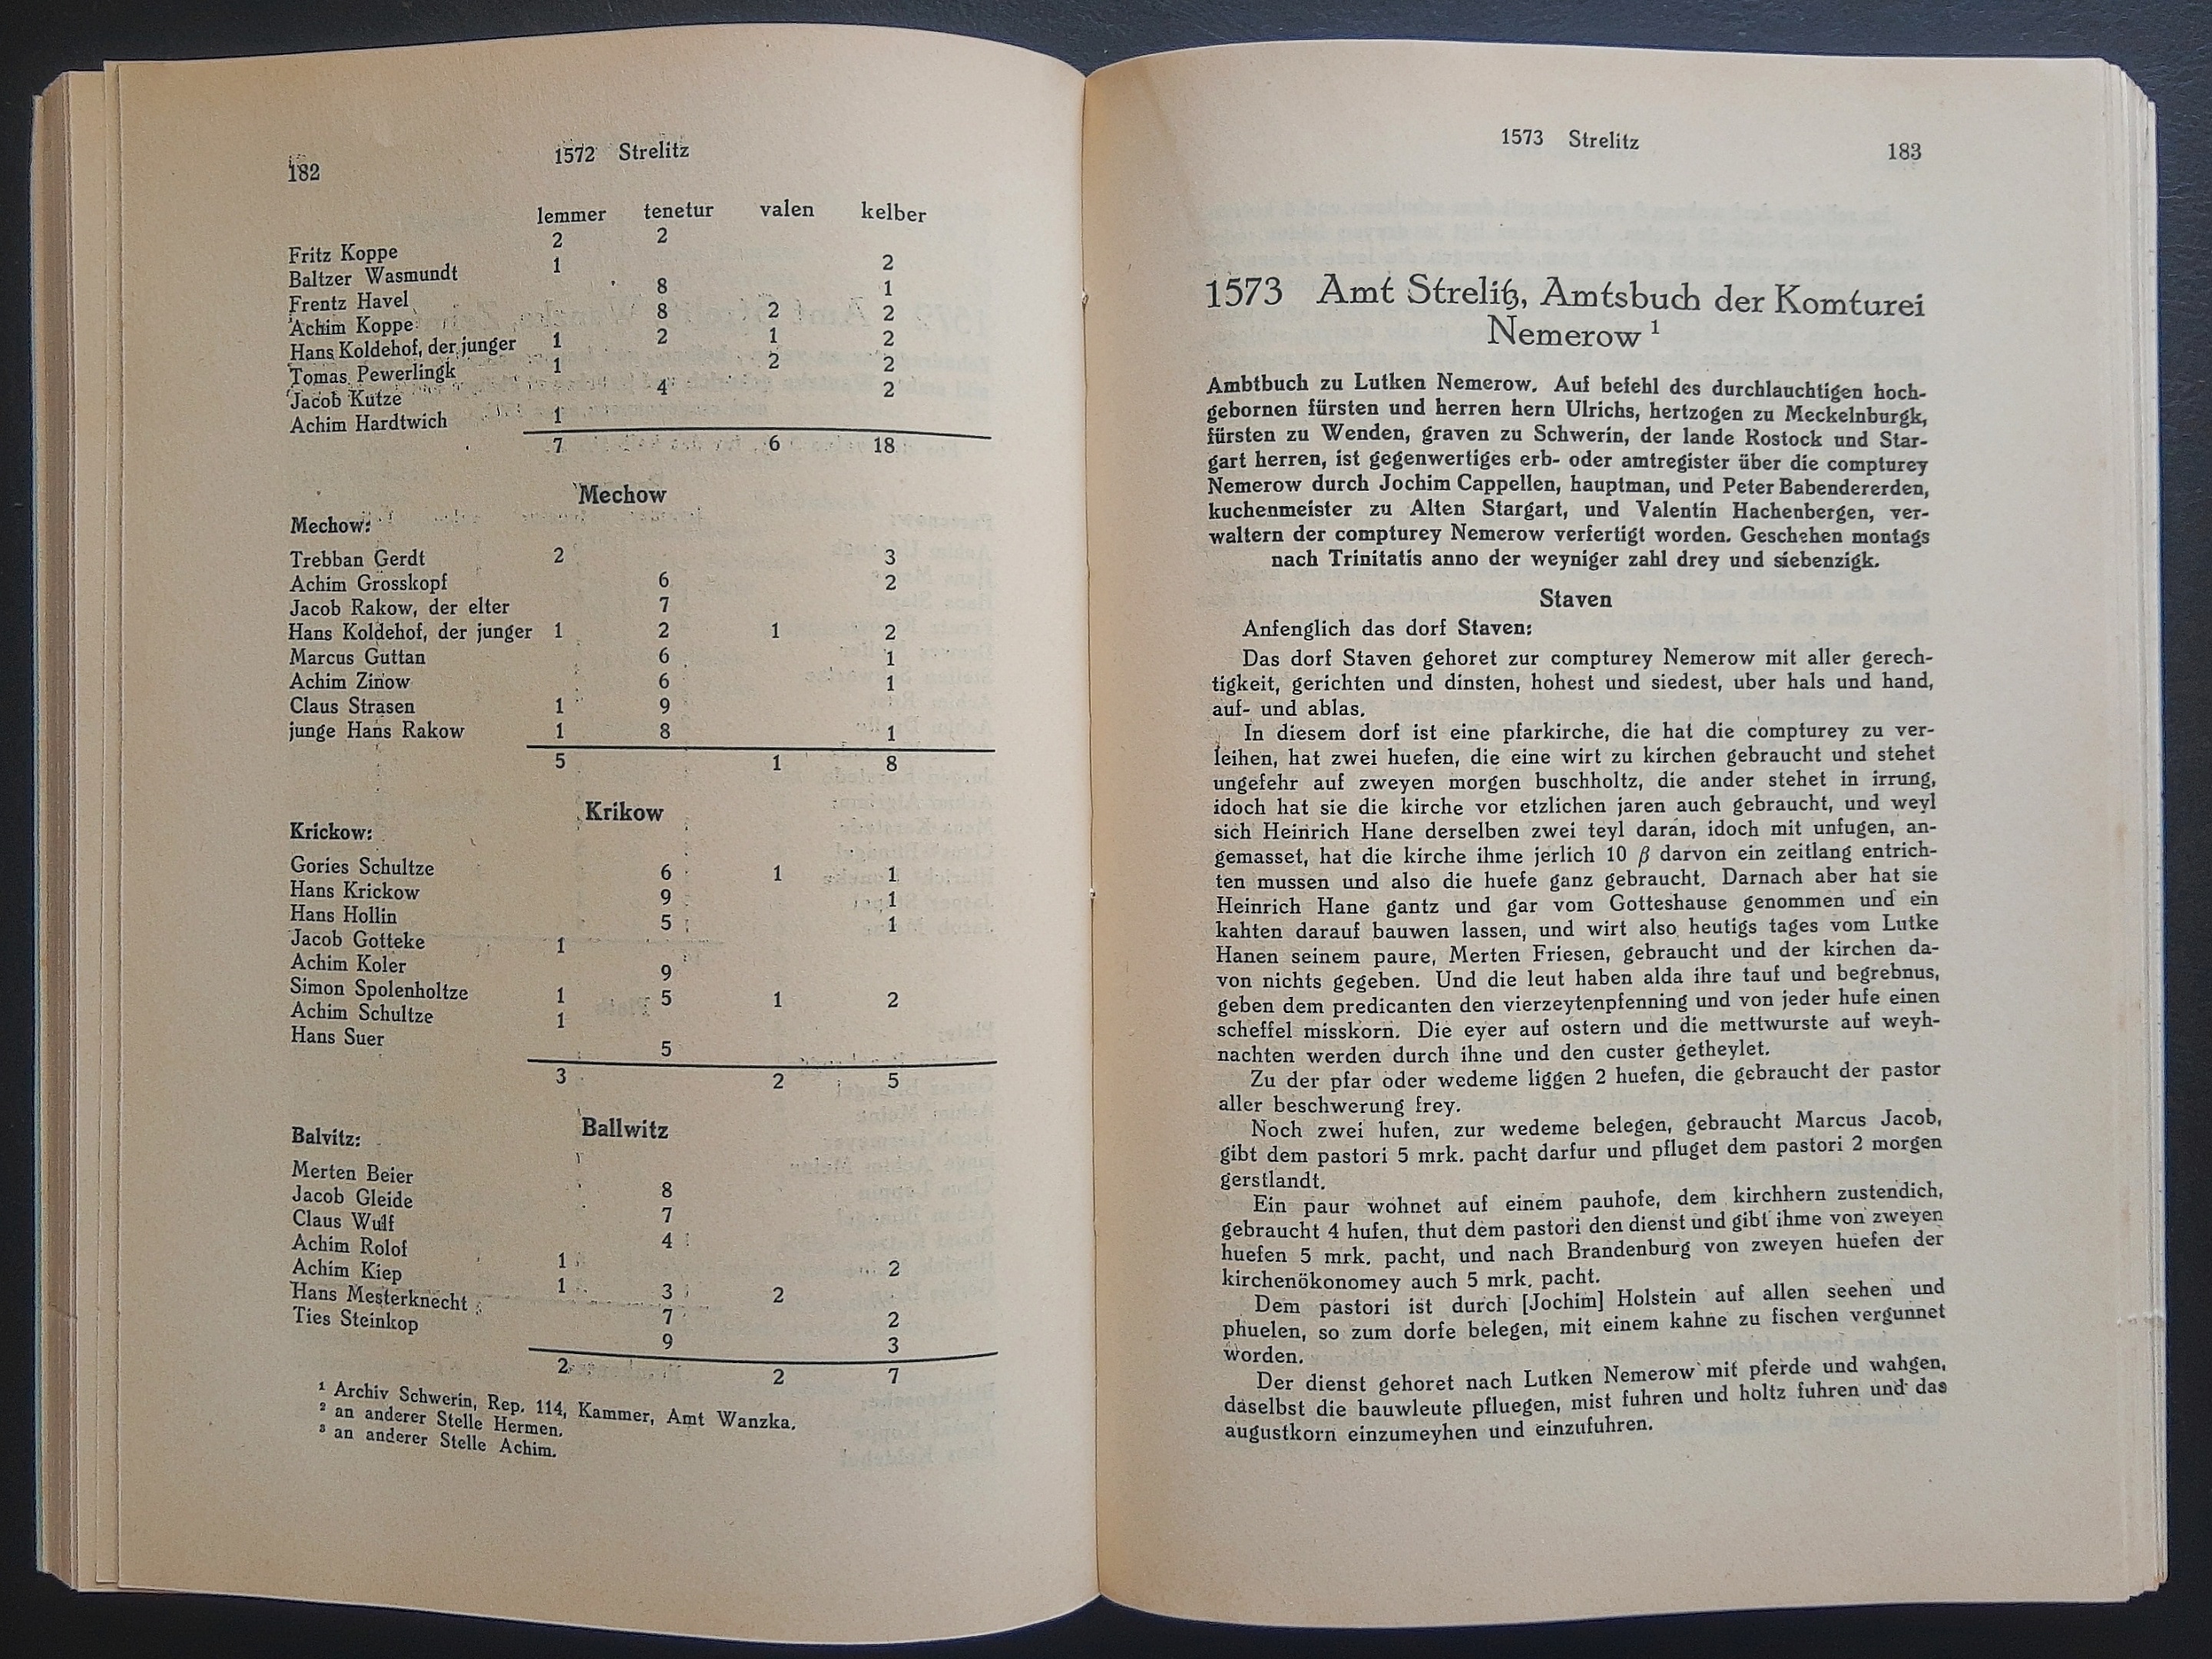 182
1572 Strelitz
lemmer tenetur valen kelber
Fritz Koppe 2 2
Baltzer Wasmundt 1 2
Frentz Havel 8 1
Achim Koppe 8 2 2
Hans Koldehof, der junger 1 2 1 2
Tomas Pewerlingk 1 2 2
Jacob Kutze 4 2
Achim Hardtwich 1
7 6 18
Mechow
Mechow:
Trebban Gerdt 2 3
Achim Grosskopf 6 2
Jacob Rakow, der elter 7
Hans Koldehof, der junger 1 2 1 2
Marcus Guttan 6 1
Achim Zinow 6 1
Claus Strasen 1 9
junge Hans Rakow 1 8 1
5 1 8
Krikow
Krickow:
Gories Schultze 6 1 1
Hans Krickow 9 1
Hans Hollin 5 1
Jacob Gotteke 1
Achim Koler 9
Simon Spolenholtze 1 5 1 2
Achim Schultze 1
Hans Suer 5
3 2 5
Ballwitz
Balvitz:
Merten Beier 8
Jacob Gleide 7
Claus Wulf 4
Achim Rolof 1 2
Achim Kiep 1 3 2
Hans Mesterknecht 7 2
Ties Steinkop 9 3
2 2 7
¹ Archiv Schwerin, Rep. 114, Kammer, Amt Wanzka.
² an anderer Stelle Hermen.
³ an anderer Stelle Achim.
1573 Strelitz
183
1573 Amt Strelitz, Amtsbuch der Komturei
Nemerow ¹
Ambtbuch zu Lutken Nemerow. Auf befehl des durchlauchtigen hoch-
gebornen fürsten und herren hern Ulrichs, hertzogen zu Meckelnburgk,
fürsten zu Wenden, graven zu Schwerin, der lande Rostock und Star-
gart herren, ist gegenwertiges erb- oder amtregister über die compturey
Nemerow durch Jochim Cappellen, hauptman, und Peter Babendererden,
kuchenmeister zu Alten Stargart, und Valentin Hachenbergen, ver-
waltern der compturey Nemerow verfertigt worden. Geschehen montags
nach Trinitatis anno der weyniger zahl drey und siebenzigk.
Staven
Anfenglich das dorf Staven:
Das dorf Staven gehoret zur compturey Nemerow mit aller gerech-
tigkeit, gerichten und dinsten, hohest und siedest, uber hals und hand,
auf- und ablas.
In diesem dorf ist eine pfarkirche, die hat die compturey zu ver-
leihen, hat zwei huefen, die eine wirt zu kirchen gebraucht und stehet
ungefehr auf zweyen morgen buschholtz, die ander stehet in irrung,
idoch hat sie die kirche vor etzlichen jaren auch gebraucht, und weyl
sich Heinrich Hane derselben zwei teyl daran, idoch mit unfugen, an-
gemasset, hat die kirche ihme jerlich 10 β darvon ein zeitlang entrich-
ten mussen und also die huefe ganz gebraucht. Darnach aber hat sie
Heinrich Hane gantz und gar vom Gotteshause genommen und ein
kahten darauf bauwen lassen, und wirt also heutigs tages vom Lutke
Hanen seinem paure, Merten Friesen, gebraucht und der kirchen da-
von nichts gegeben. Und die leut haben alda ihre tauf und begrebnus,
geben dem predicanten den vierzeytenpfenning und von jeder hufe einen
scheffel misskorn. Die eyer auf ostern und die mettwurste auf weyh-
nachten werden durch ihne und den custer getheylet.
Zu der pfar oder wedeme liggen 2 huefen, die gebraucht der pastor
aller beschwerung frey.
Noch zwei hufen, zur wedeme belegen, gebraucht Marcus Jacob,
gibt dem pastori 5 mrk. pacht darfur und pfluget dem pastori 2 morgen
gerstlandt.
Ein paur wohnet auf einem pauhofe, dem kirchhern zustendich,
gebraucht 4 hufen, thut dem pastori den dienst und gibt ihme von zweyen
huefen 5 mrk. pacht, und nach Brandenburg von zweyen huefen der
kirchenökonomey auch 5 mrk. pacht.
Dem pastori ist durch [Jochim] Holstein auf allen seehen und
phuelen, so zum dorfe belegen, mit einem kahne zu fischen vergunnet
worden.
Der dienst gehoret nach Lutken Nemerow mit pferde und wahgen,
daselbst die bauwleute pfluegen, mist fuhren und holtz fuhren und das
augustkorn einzumeyhen und einzufuhren.